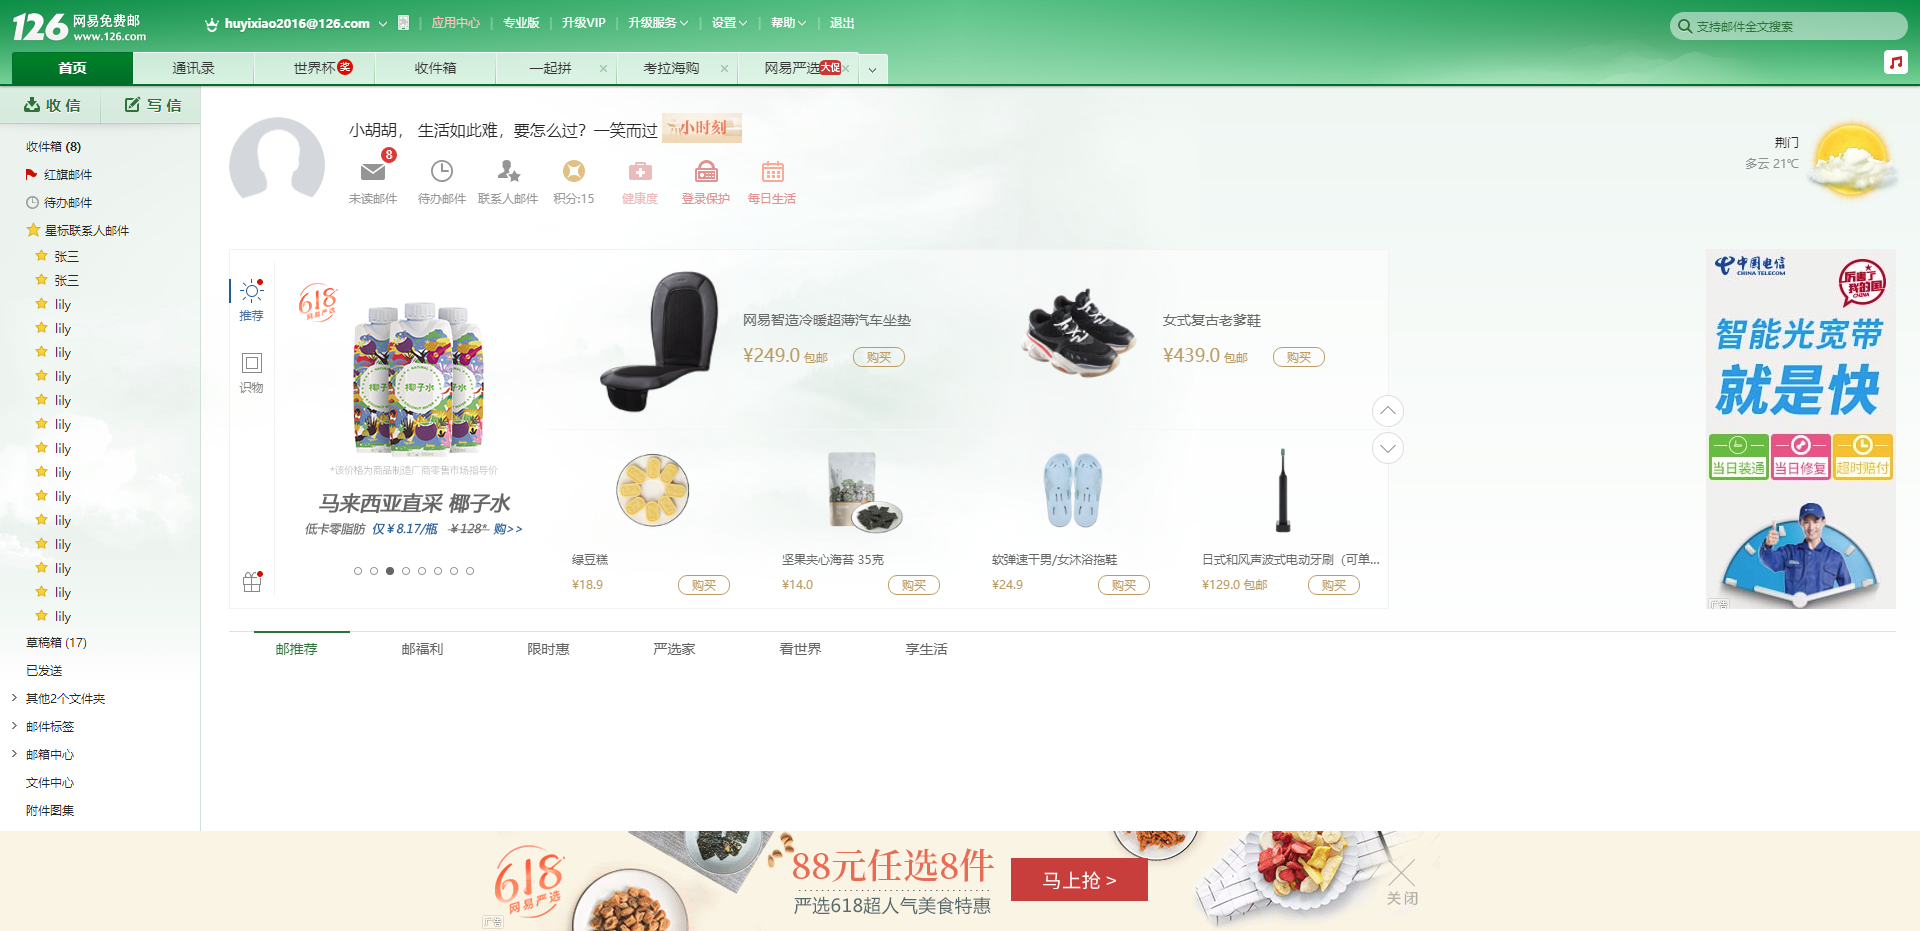 126 网易免费邮
www.126.com
huyixiao2016@126.com
应用中心 专业版 升级VIP 升级服务 设置 帮助 退出
支持邮件全文搜索
首页 通讯录 世界杯 奖 收件箱 一起拼 考拉海购 网易严选 大促
收信 写信
收件箱 (8)
红旗邮件
待办邮件
星标联系人邮件
张三
张三
lily
lily
lily
lily
lily
lily
lily
lily
lily
lily
lily
lily
lily
lily
草稿箱 (17)
已发送
其他2个文件夹
邮件标签
邮箱中心
文件中心
附件图集
小胡胡， 生活如此难，要怎么过？一笑而过 小时刻
8
未读邮件 待办邮件 联系人邮件 积分:15 健康度 登录保护 每日生活
荆门
多云 21℃
推荐
识物
618
网易严选
椰子水
*该价格为商品制造厂商零售市场指导价
马来西亚直采 椰子水
低卡零脂肪 仅￥8.17/瓶 ￥128* 购>>
网易智造冷暖超薄汽车坐垫
¥249.0 包邮 购买
女式复古老爹鞋
¥439.0 包邮 购买
绿豆糕
¥18.9 购买
坚果夹心海苔 35克
¥14.0 购买
软弹速干男/女沐浴拖鞋
¥24.9 购买
日式和风声波式电动牙刷（可单...
¥129.0 包邮 购买
中国电信
CHINA TELECOM
厉害了
我的国
CHINA
智能光宽带
就是快
当日装通 当日修复 超时赔付
广告
邮推荐 邮福利 限时惠 严选家 看世界 享生活
618
网易严选
广告
88元任选8件
严选618超人气美食特惠
马上抢 >
关闭